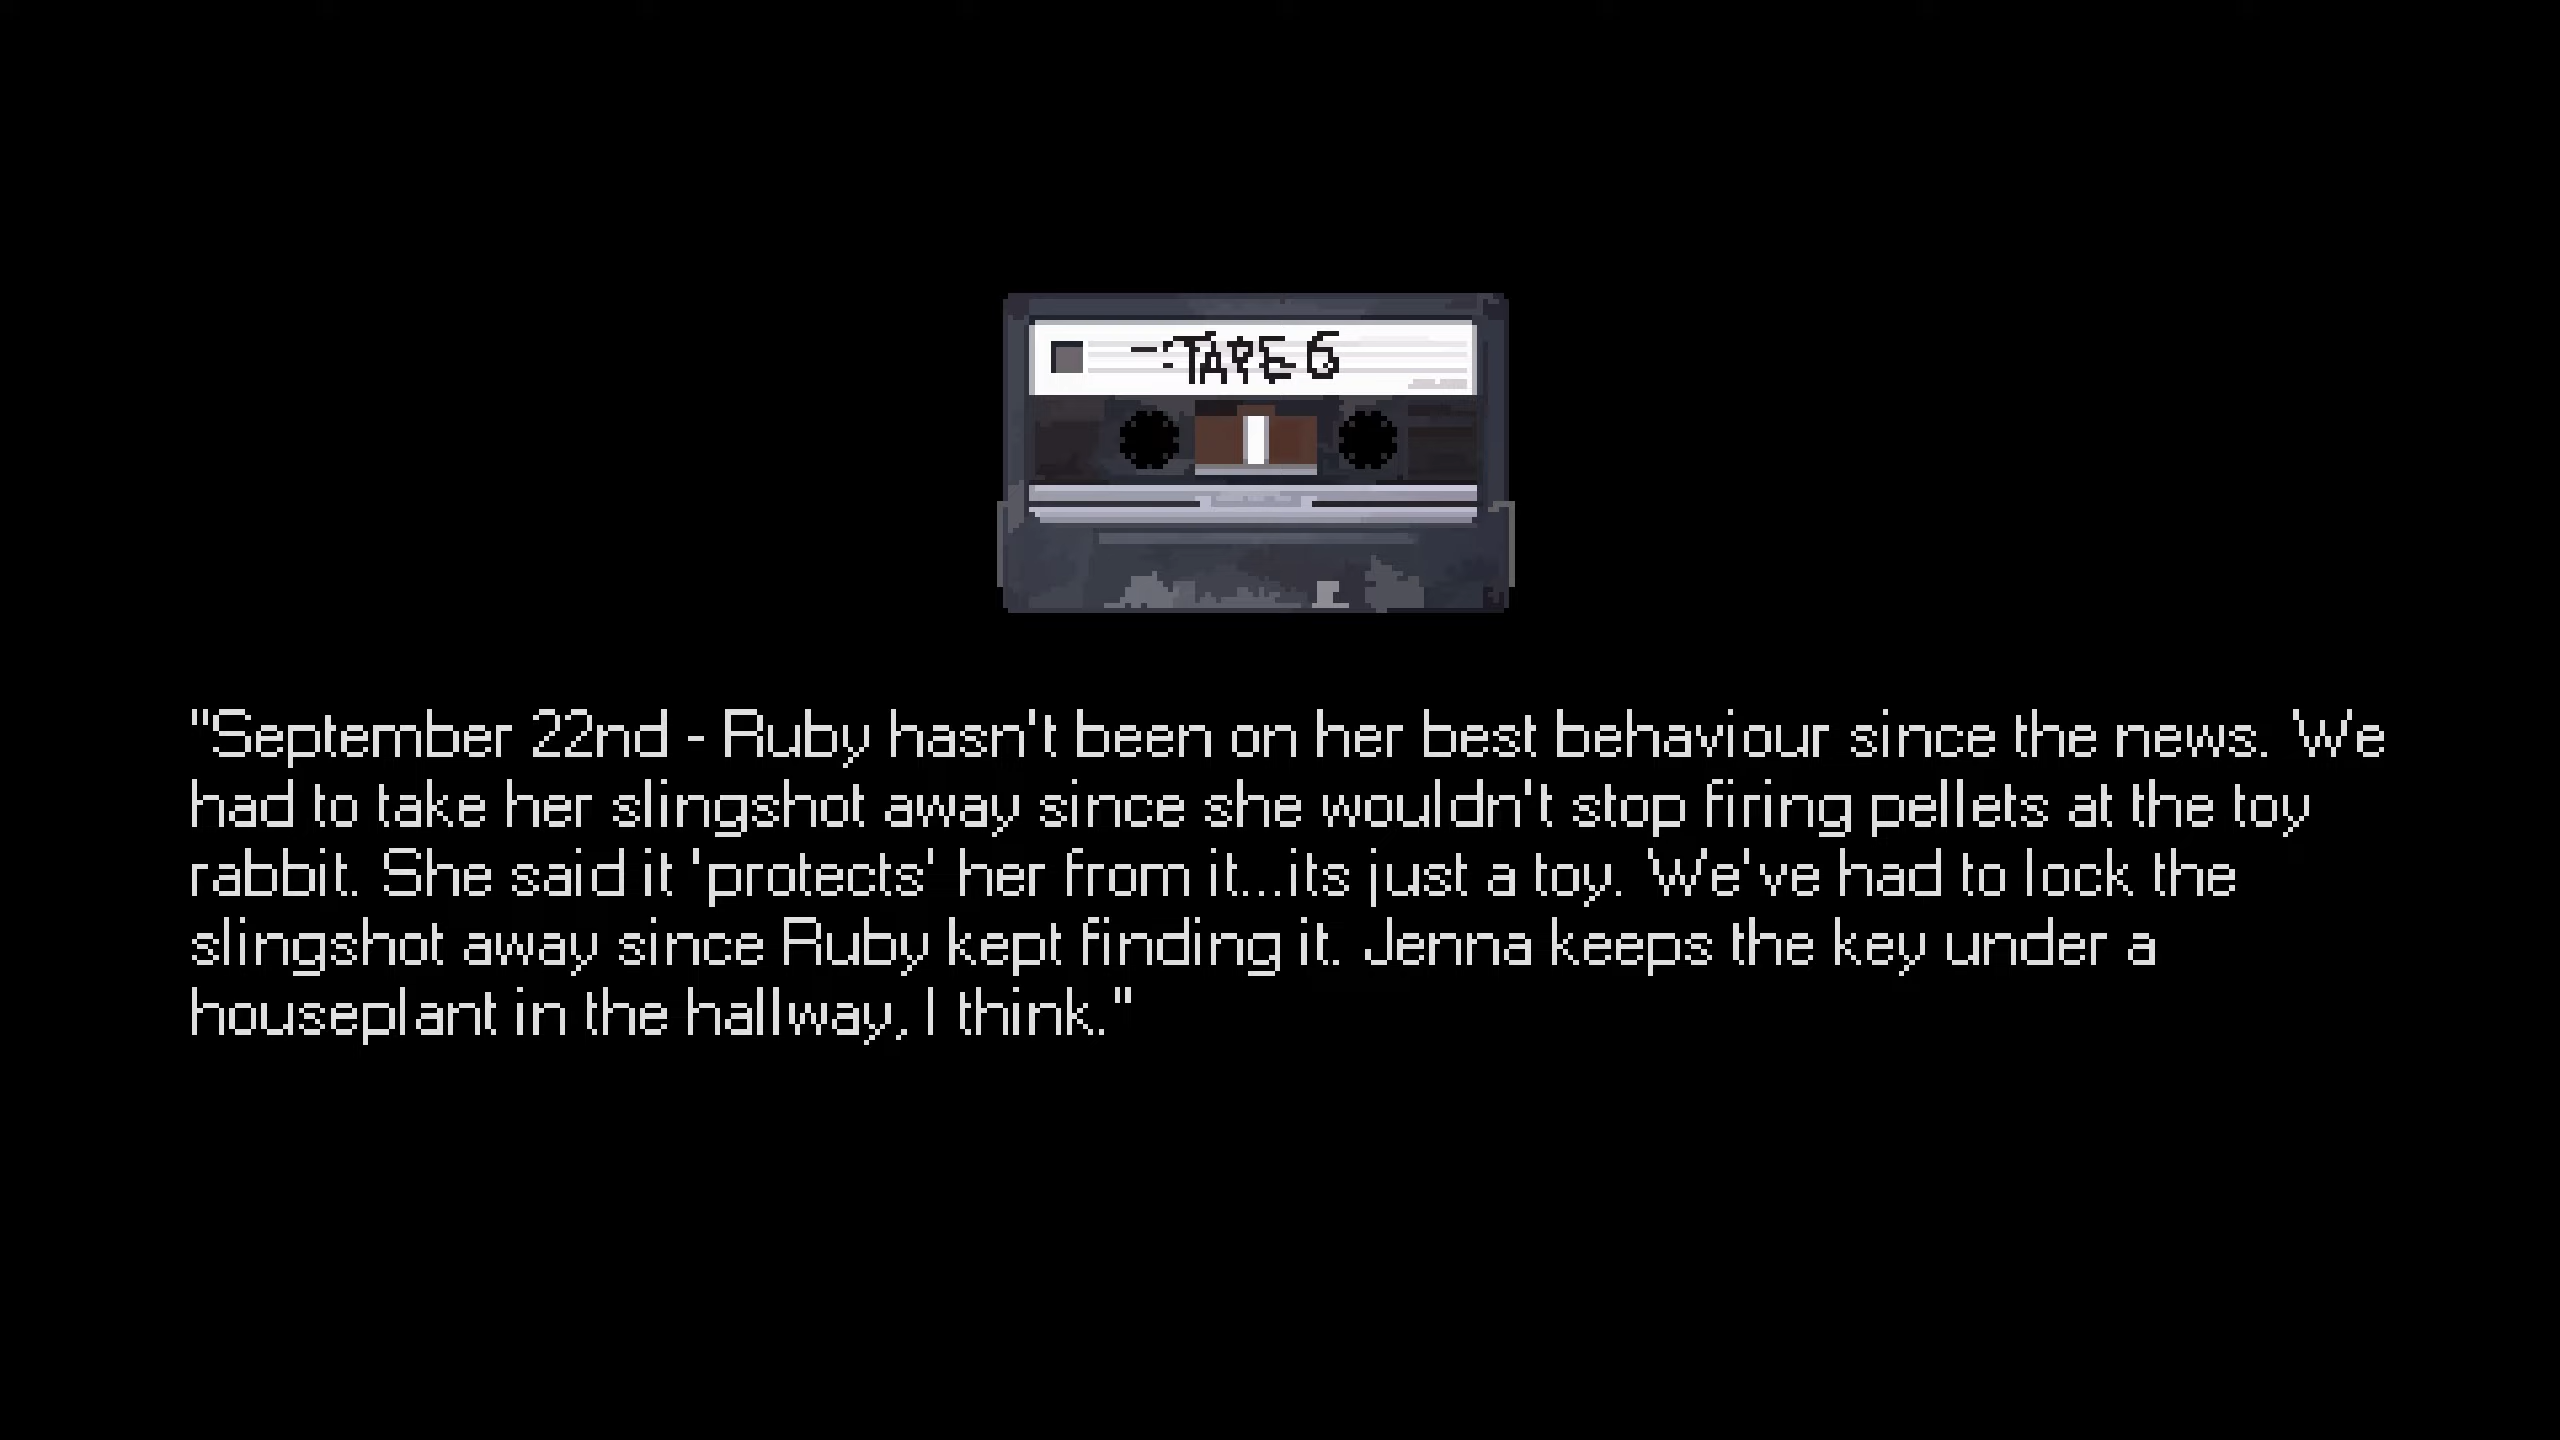 -:TAPE 6
"September 22nd - Ruby hasn't been on her best behaviour since the news. We
had to take her slingshot away since she wouldn't stop firing pellets at the toy
rabbit. She said it 'protects' her from it...its just a toy. We've had to lock the
slingshot away since Ruby kept finding it. Jenna keeps the key under a
houseplant in the hallway, I think."